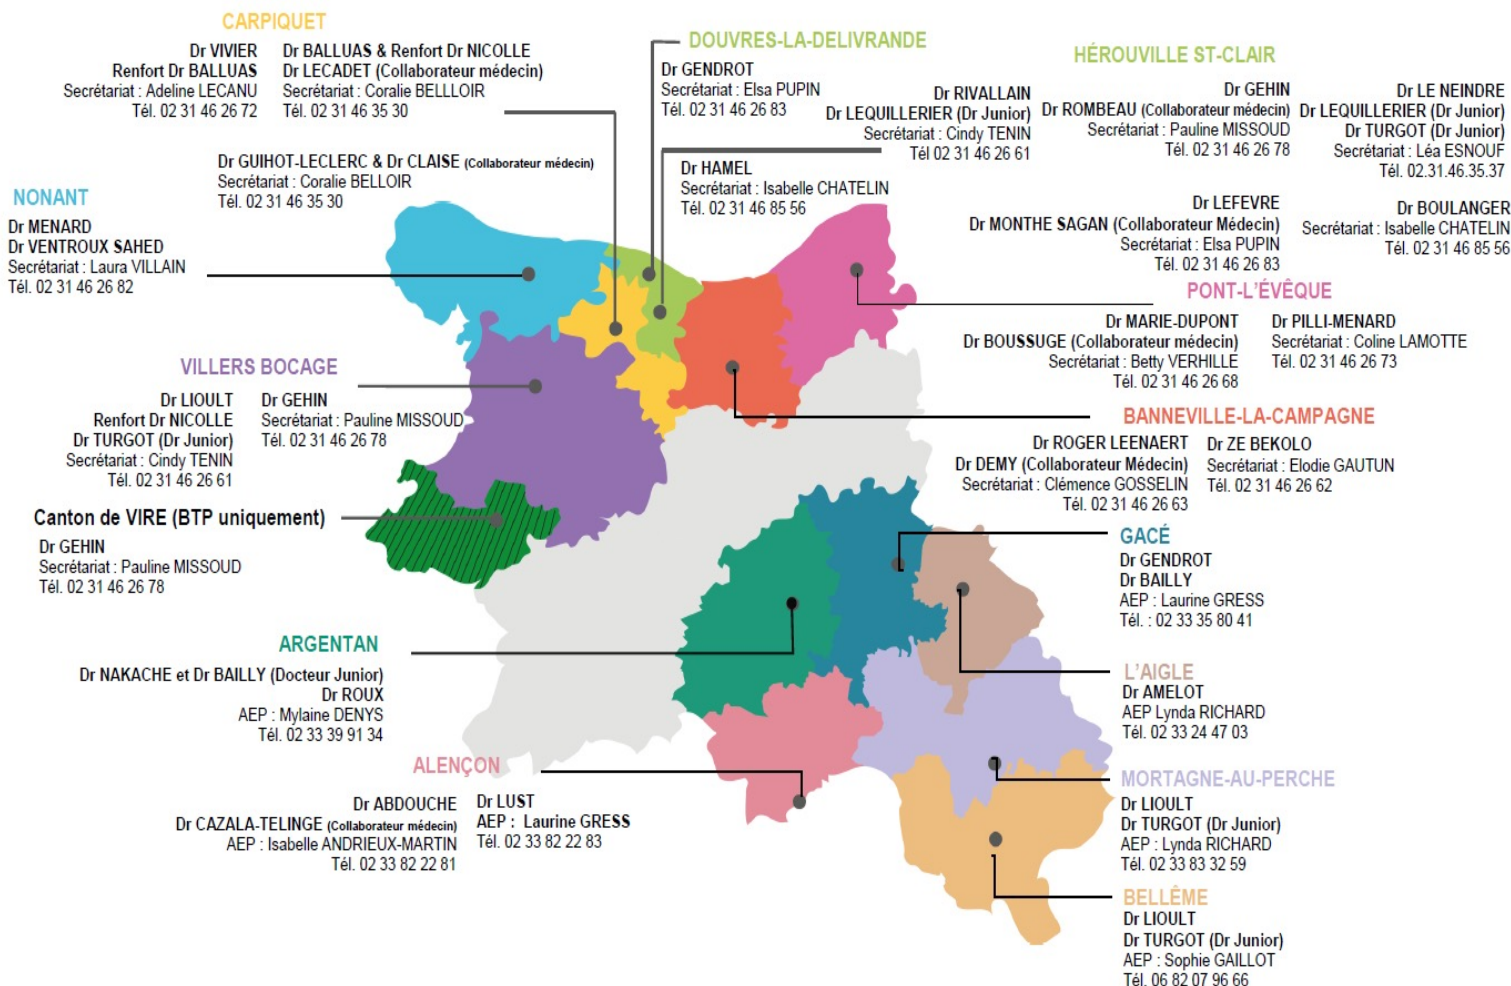 CARPIQUET
Dr VIVIER
Renfort Dr BALLUAS
Secrétariat : Adeline LECANU
Tél. 02 31 46 26 72
Dr BALLUAS & Renfort Dr NICOLLE
Dr LECADET (Collaborateur médecin)
Secrétariat : Coralie BELLLOIR
Tél. 02 31 46 35 30
Dr GUIHOT-LECLERC & Dr CLAISE (Collaborateur médecin)
Secrétariat : Coralie BELLOIR
Tél. 02 31 46 35 30
DOUVRES-LA-DELIVRANDE
Dr GENDROT
Secrétariat : Elsa PUPIN
Tél. 02 31 46 26 83
Dr HAMEL
Secrétariat : Isabelle CHATELIN
Tél. 02 31 46 85 56
HÉROUVILLE ST-CLAIR
Dr RIVALLAIN
Dr LEQUILLERIER (Dr Junior)
Secrétariat : Cindy TENIN
Tél 02 31 46 26 61
Dr GEHIN
Dr ROMBEAU (Collaborateur médecin)
Secrétariat : Pauline MISSOUD
Tél. 02 31 46 26 78
Dr LE NEINDRE
Dr LEQUILLERIER (Dr Junior)
Dr TURGOT (Dr Junior)
Secrétariat : Léa ESNOUF
Tél. 02.31.46.35.37
Dr LEFEVRE
Dr MONTHE SAGAN (Collaborateur Médecin)
Secrétariat : Elsa PUPIN
Tél. 02 31 46 26 83
Dr BOULANGER
Secrétariat : Isabelle CHATELIN
Tél. 02 31 46 85 56
NONANT
Dr MENARD
Dr VENTROUX SAHED
Secrétariat : Laura VILLAIN
Tél. 02 31 46 26 82
PONT-L'ÉVÊQUE
Dr MARIE-DUPONT
Dr BOUSSUGE (Collaborateur médecin)
Secrétariat : Betty VERHILLE
Tél. 02 31 46 26 68
Dr PILLI-MENARD
Secrétariat : Coline LAMOTTE
Tél. 02 31 46 26 73
VILLERS BOCAGE
Dr LIOULT
Renfort Dr NICOLLE
Dr TURGOT (Dr Junior)
Secrétariat : Cindy TENIN
Tél. 02 31 46 26 61
Dr GEHIN
Secrétariat : Pauline MISSOUD
Tél. 02 31 46 26 78
BANNEVILLE-LA-CAMPAGNE
Dr ROGER LEENAERT
Dr DEMY (Collaborateur Médecin)
Secrétariat : Clémence GOSSELIN
Tél. 02 31 46 26 63
Dr ZE BEKOLO
Secrétariat : Elodie GAUTUN
Tél. 02 31 46 26 62
Canton de VIRE (BTP uniquement)
Dr GEHIN
Secrétariat : Pauline MISSOUD
Tél. 02 31 46 26 78
GACÉ
Dr GENDROT
Dr BAILLY
AEP : Laurine GRESS
Tél. : 02 33 35 80 41
ARGENTAN
Dr NAKACHE et Dr BAILLY (Docteur Junior)
Dr ROUX
AEP : Mylaine DENYS
Tél. 02 33 39 91 34
L'AIGLE
Dr AMELOT
AEP Lynda RICHARD
Tél. 02 33 24 47 03
ALENÇON
Dr ABDOUCHE
Dr CAZALA-TELINGE (Collaborateur médecin)
AEP : Isabelle ANDRIEUX-MARTIN
Tél. 02 33 82 22 81
Dr LUST
AEP : Laurine GRESS
Tél. 02 33 82 22 83
MORTAGNE-AU-PERCHE
Dr LIOULT
Dr TURGOT (Dr Junior)
AEP : Lynda RICHARD
Tél. 02 33 83 32 59
BELLÊME
Dr LIOULT
Dr TURGOT (Dr Junior)
AEP : Sophie GAILLOT
Tél. 06 82 07 96 66